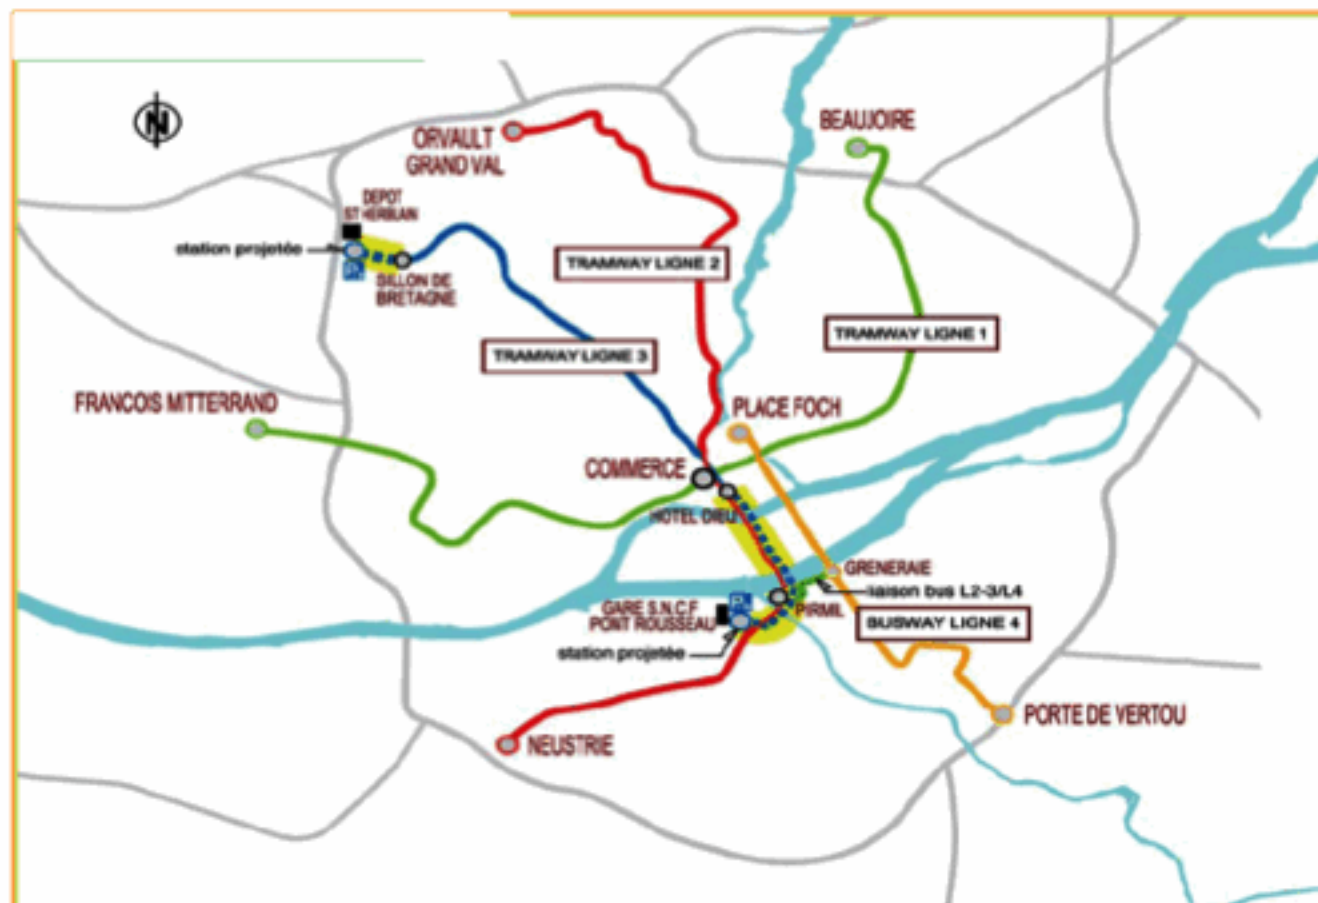 N
BEAUJOIRE
ORVAULT
GRAND VAL
DEPOT
ST HERBLAIN
station projetée
SILLON DE
BRETAGNE
TRAMWAY LIGNE 2
TRAMWAY LIGNE 1
TRAMWAY LIGNE 3
FRANCOIS MITTERRAND
PLACE FOCH
COMMERCE
HOTEL DIEU
GRENERAIE
liaison bus L2-3/L4
GARE S.N.C.F
PONT ROUSSEAU
PIRMIL
BUSWAY LIGNE 4
station projetée
PORTE DE VERTOU
NEUSTRIE